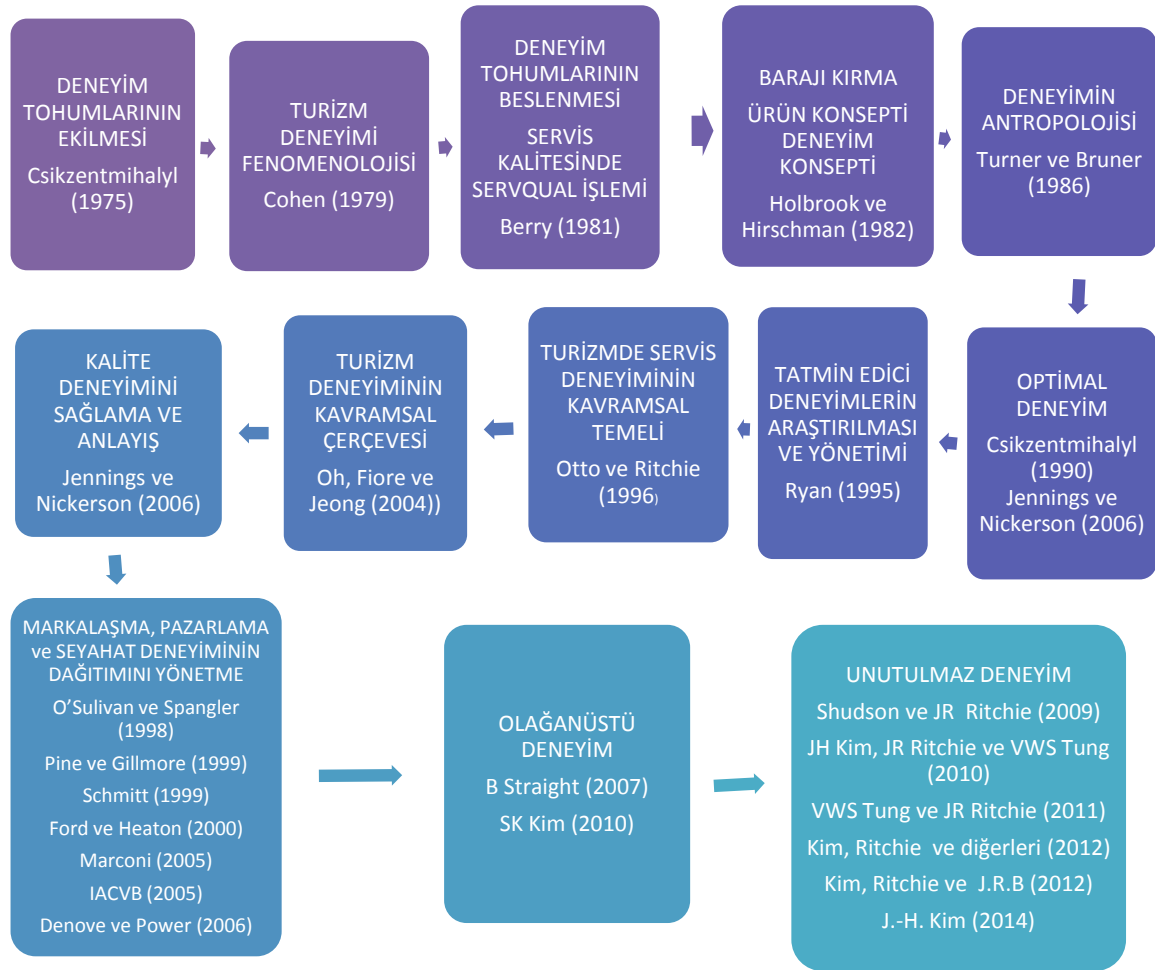 DENEYİM
TOHUMLARININ
EKİLMESİ
Csikzentmihalyl
(1975)
TURİZM
DENEYİMİ
FENOMENOLOJİSİ
Cohen (1979)
DENEYİM
TOHUMLARININ
BESLENMESİ
SERVİS
KALİTESİNDE
SERVQUAL İŞLEMİ
Berry (1981)
BARAJI KIRMA
ÜRÜN KONSEPTİ
DENEYİM
KONSEPTİ
Holbrook ve
Hirschman (1982)
DENEYİMİN
ANTROPOLOJİSİ
Turner ve Bruner
(1986)
OPTİMAL
DENEYİM
Csikzentmihalyl
(1990)
Jennings ve
Nickerson (2006)
TATMİN EDİCİ
DENEYİMLERİN
ARAŞTIRILMASI
VE YÖNETİMİ
Ryan (1995)
TURİZMDE SERVİS
DENEYİMİNİN
KAVRAMSAL
TEMELİ
Otto ve Ritchie
(1996)
TURİZM
DENEYİMİNİN
KAVRAMSAL
ÇERÇEVESİ
Oh, Fiore ve
Jeong (2004))
KALİTE
DENEYİMİNİ
SAĞLAMA VE
ANLAYIŞ
Jennings ve
Nickerson (2006)
MARKALAŞMA, PAZARLAMA
ve SEYAHAT DENEYİMİNİN
DAĞITIMINI YÖNETME
O'Sulivan ve Spangler
(1998)
Pine ve Gillmore (1999)
Schmitt (1999)
Ford ve Heaton (2000)
Marconi (2005)
IACVB (2005)
Denove ve Power (2006)
OLAĞANÜSTÜ
DENEYİM
B Straight (2007)
SK Kim (2010)
UNUTULMAZ DENEYİM
Shudson ve JR Ritchie (2009)
JH Kim, JR Ritchie ve VWS Tung
(2010)
VWS Tung ve JR Ritchie (2011)
Kim, Ritchie ve diğerleri (2012)
Kim, Ritchie ve J.R.B (2012)
J.-H. Kim (2014)